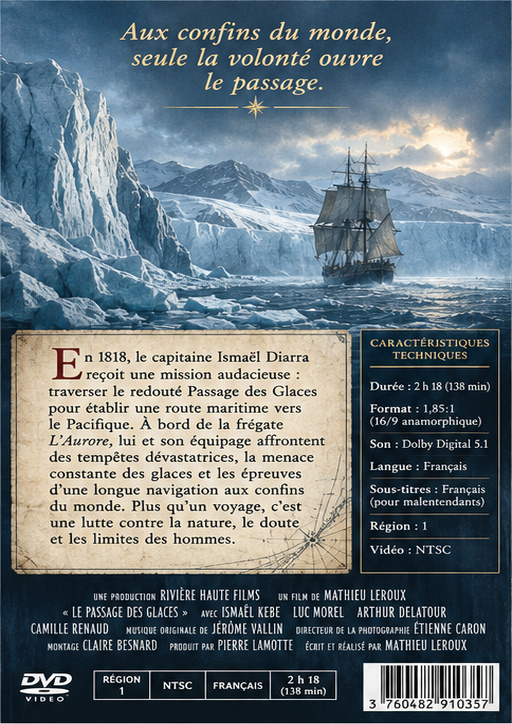 Aux confins du monde,
seule la volonté ouvre
le passage.
En 1818, le capitaine Ismaël Diarra
reçoit une mission audacieuse :
traverser le redouté Passage des Glaces
pour établir une route maritime vers
le Pacifique. À bord de la frégate
L'Aurore, lui et son équipage affrontent
des tempêtes dévastatrices, la menace
constante des glaces et les épreuves
d'une longue navigation aux confins
du monde. Plus qu'un voyage, c'est
une lutte contre la nature, le doute
et les limites des hommes.
CARACTÉRISTIQUES
TECHNIQUES
Durée : 2 h 18 (138 min)
Format : 1,85:1
(16/9 anamorphique)
Son : Dolby Digital 5.1
Langue : Français
Sous-titres : Français
(pour malentendants)
Région : 1
Vidéo : NTSC
UNE PRODUCTION RIVIÈRE HAUTE FILMS UN FILM DE MATHIEU LEROUX
« LE PASSAGE DES GLACES » AVEC ISMAËL KEBE LUC MOREL ARTHUR DELATOUR
CAMILLE RENAUD MUSIQUE ORIGINALE DE JÉRÔME VALLIN DIRECTEUR DE LA PHOTOGRAPHIE ÉTIENNE CARON
MONTAGE CLAIRE BESNARD PRODUIT PAR PIERRE LAMOTTE ÉCRIT ET RÉALISÉ PAR MATHIEU LEROUX
DVD
VIDEO
RÉGION
1
NTSC
FRANÇAIS
2 h 18
(138 min)
3 760482 910357